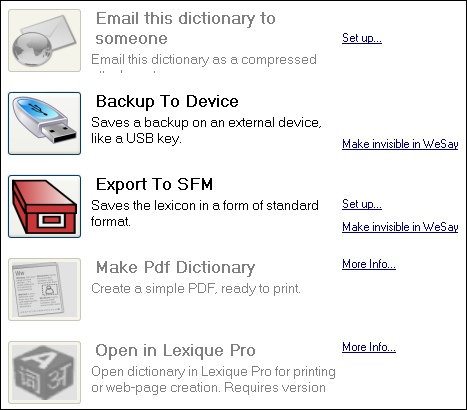 Email this dictionary to
someone
Set up...
Email this dictionary as a compressed
Backup To Device
Saves a backup on an external device,
like a USB key.
Make invisible in WeSay
Export To SFM
Saves the lexicon in a form of standard
format.
Set up...
Make invisible in WeSay
Make Pdf Dictionary
More Info...
Create a simple PDF, ready to print.
Open in Lexique Pro
More Info...
Open dictionary in Lexique Pro for printing
or web-page creation. Requires version
A
अ